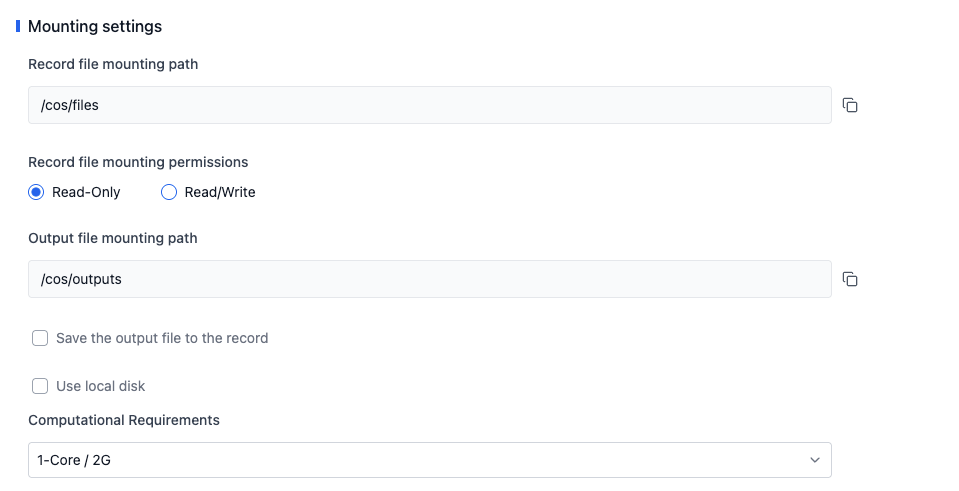 Mounting settings
Record file mounting path
/cos/files
Record file mounting permissions
Read-Only
Read/Write
Output file mounting path
/cos/outputs
Save the output file to the record
Use local disk
Computational Requirements
1-Core / 2G